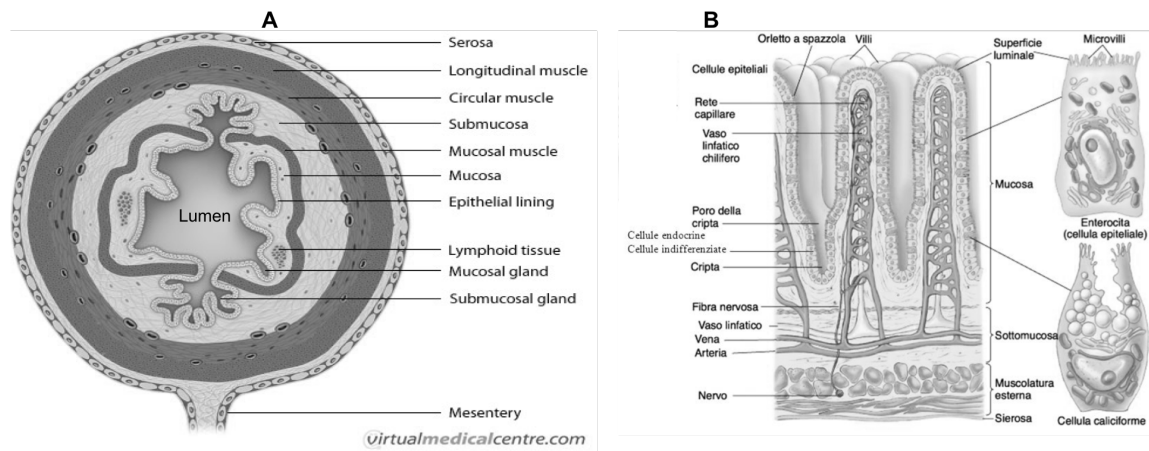 A
Serosa
Longitudinal muscle
Circular muscle
Submucosa
Mucosal muscle
Mucosa
Epithelial lining
Lumen
Lymphoid tissue
Mucosal gland
Submucosal gland
Mesentery
virtualmedicalcentre.com
B
Orletto a spazzola
Villi
Cellule epiteliali
Rete
capillare
Vaso
linfatico
chilifero
Poro della
cripta
Cellule endocrine
Cellule indifferenziate
Cripta
Fibra nervosa
Vaso linfatico
Vena
Arteria
Nervo
Superficie
luminale
Mucosa
Sottomucosa
Muscolatura
esterna
Sierosa
Microvilli
Enterocita
(cellula epiteliale)
Cellula caliciforme